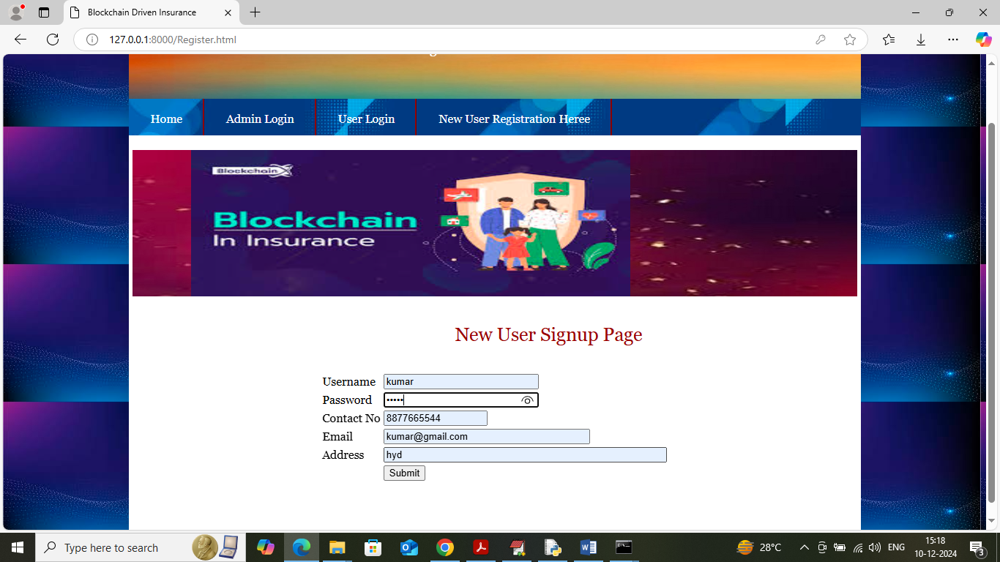 Blockchain Driven Insurance
127.0.0.1:8000/Register.html
Home
Admin Login
User Login
New User Registration Heree
Blockchain
Blockchain
In Insurance
New User Signup Page
Username kumar
Password •••••
Contact No 8877665544
Email kumar@gmail.com
Address hyd
Submit
Type here to search
28°C
ENG
15:18
10-12-2024
3